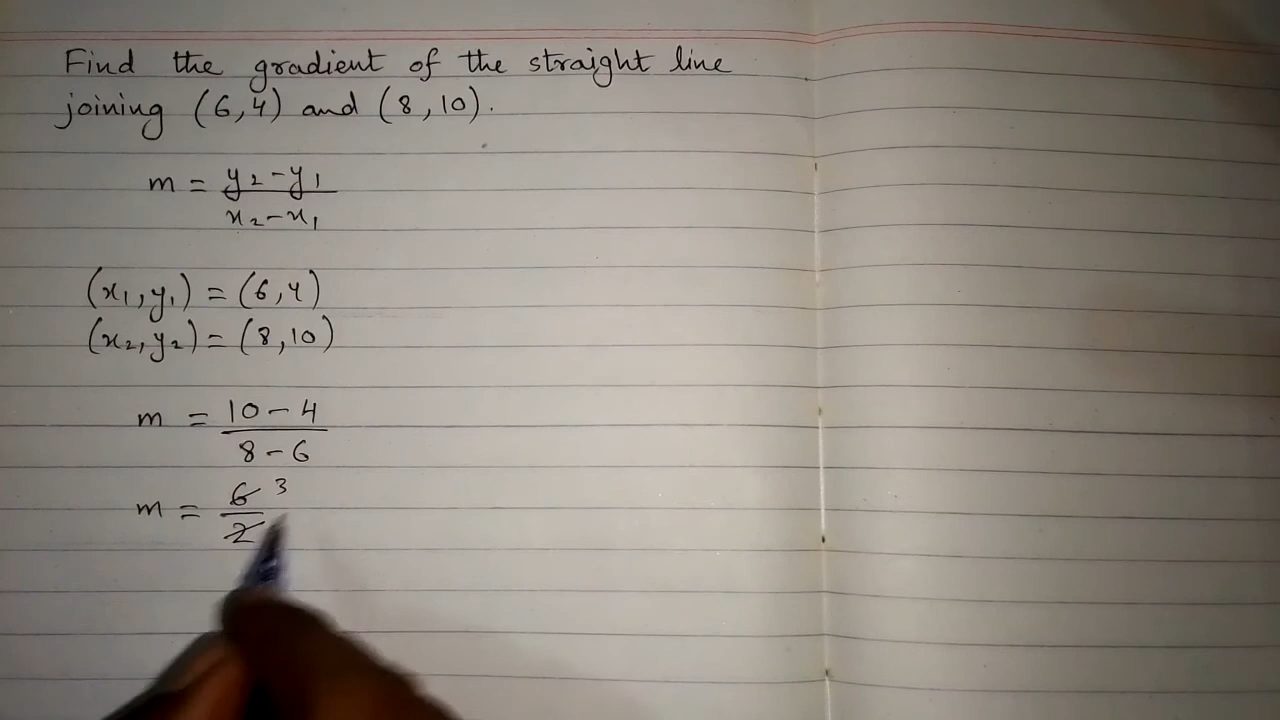 Find the gradient of the straight line
joining (6,4) and (8,10).
m = y₂-y₁
x₂-x₁
(x₁,y₁) = (6,4)
(x₂,y₂) = (8,10)
m = 10-4
8-6
m = 6 3
2